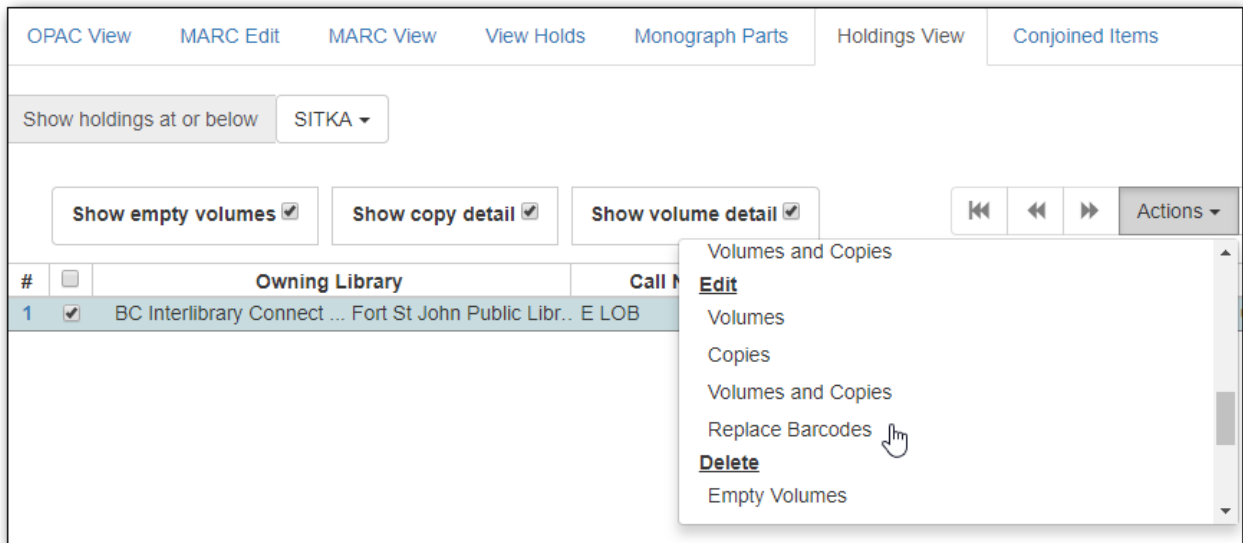 OPAC View MARC Edit MARC View View Holds Monograph Parts Holdings View Conjoined Items
Show holdings at or below SITKA
Show empty volumes Show copy detail Show volume detail Actions
# Owning Library Call N
1 BC Interlibrary Connect ... Fort St John Public Libr.. E LOB
Volumes and Copies
Edit
Volumes
Copies
Volumes and Copies
Replace Barcodes
Delete
Empty Volumes